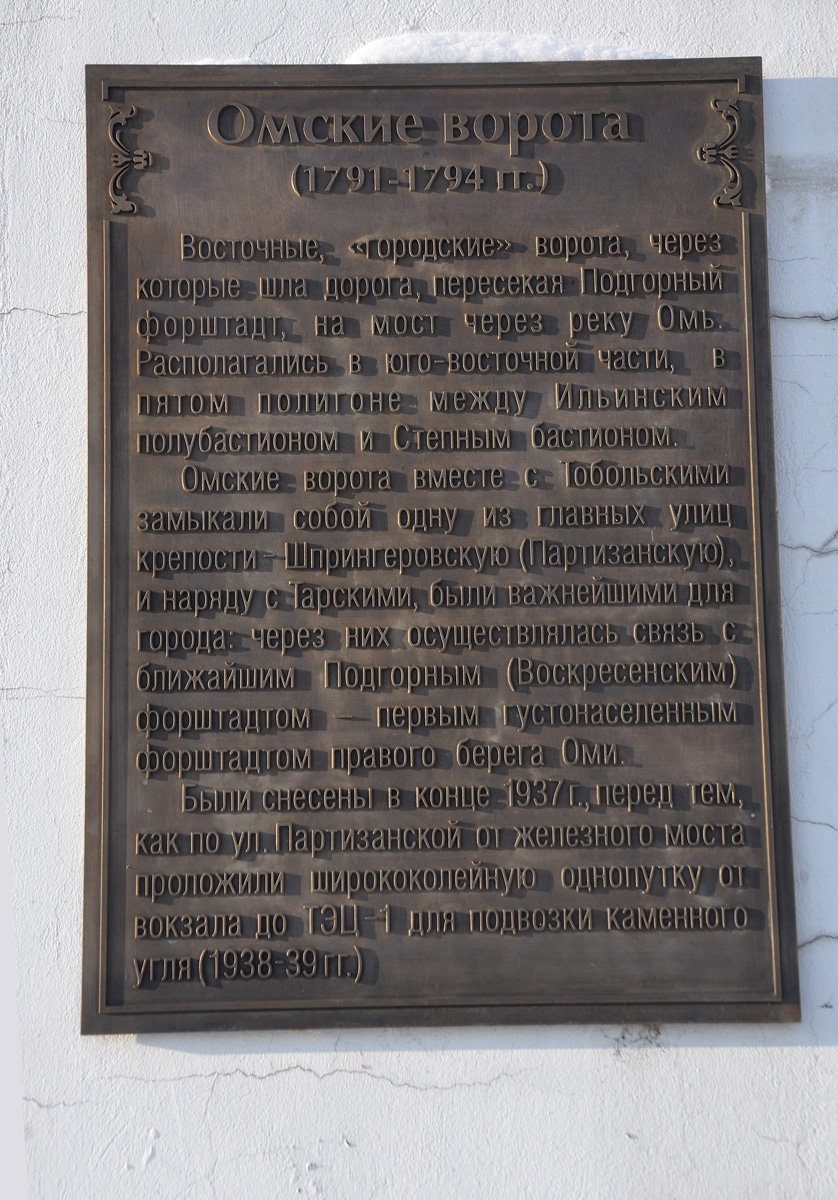 Омские ворота
(1791-1794 гг.)
Восточные, «городские» ворота, через
которые шла дорога, пересекая Подгорный
форштадт, на мост через реку Омь.
Располагались в юго-восточной части, в
пятом полигоне между Ильинским
полубастионом и Степным бастионом.
Омские ворота вместе с Тобольскими
замыкали собой одну из главных улиц
крепости – Шпрингеровскую (Партизанскую),
и наряду с Тарскими, были важнейшими для
города: через них осуществлялась связь с
ближайшим Подгорным (Воскресенским)
форштадтом – первым густонаселенным
форштадтом правого берега Оми.
Были снесены в конце 1937 г., перед тем,
как по ул. Партизанской от железного моста
проложили ширококолейную однопутку от
вокзала до ТЭЦ-1 для подвозки каменного
угля (1938-39 гг.)